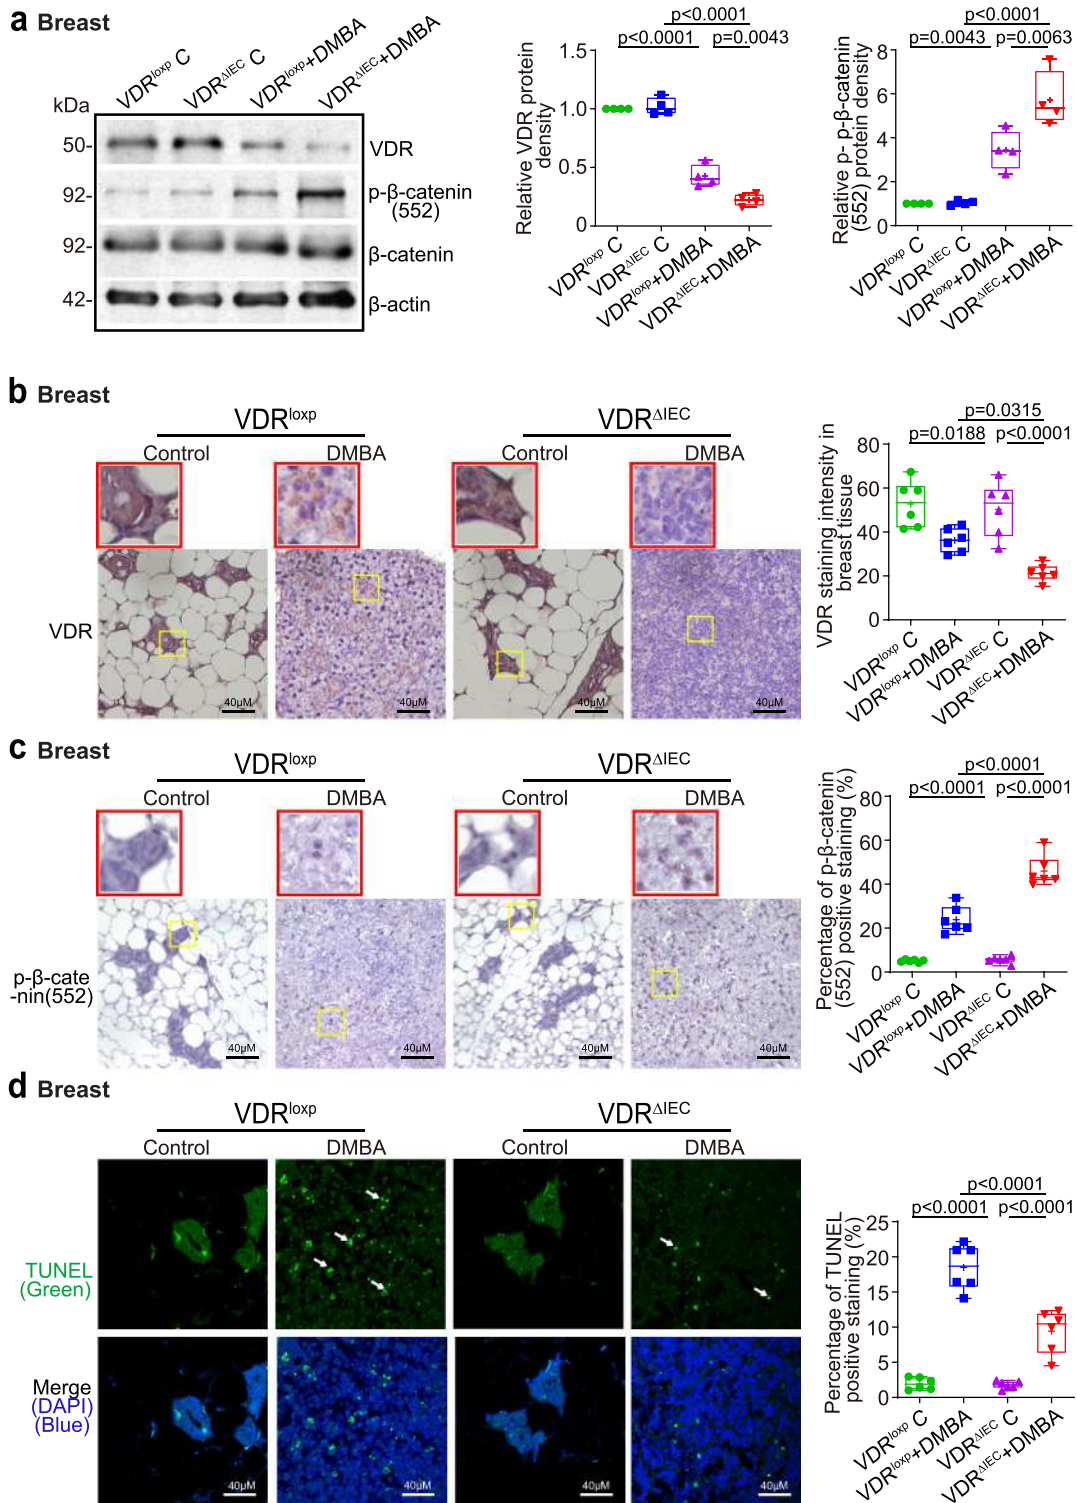 a Breast
VDRloxp C
VDRΔIEC C
VDRloxp+DMBA
VDRΔIEC+DMBA
kDa
50-
VDR
92-
p-β-catenin
(552)
92-
β-catenin
42-
β-actin
p<0.0001
p<0.0001 p=0.0043
Relative VDR protein
density
1.5
1.0
0.5
0
VDRloxp C
VDRΔIEC C
VDRloxp+DMBA
VDRΔIEC+DMBA
p<0.0001
p=0.0043 p=0.0063
Relative p- p-β-catenin
(552) protein density
8
6
4
2
0
VDRloxp C
VDRΔIEC C
VDRloxp+DMBA
VDRΔIEC+DMBA
b Breast
VDRloxp
VDRΔIEC
Control
DMBA
Control
DMBA
VDR
40μM
40μM
40μM
40μM
p=0.0315
p=0.0188 p<0.0001
VDR staining intensity in
breast tissue
80
60
40
20
0
VDRloxp C
VDRloxp+DMBA
VDRΔIEC C
VDRΔIEC+DMBA
c Breast
VDRloxp
VDRΔIEC
Control
DMBA
Control
DMBA
p-β-cate
-nin(552)
40μM
40μM
40μM
40μM
p<0.0001
p<0.0001 p<0.0001
Percentage of p-β-catenin
(552) positive staining (%)
80
60
40
20
0
VDRloxp C
VDRloxp+DMBA
VDRΔIEC C
VDRΔIEC+DMBA
d Breast
VDRloxp
VDRΔIEC
Control
DMBA
Control
DMBA
TUNEL
(Green)
Merge
(DAPI)
(Blue)
40μM
40μM
40μM
40μM
p<0.0001
p<0.0001 p<0.0001
Percentage of TUNEL
positive staining (%)
25
20
15
10
5
0
VDRloxp C
VDRloxp+DMBA
VDRΔIEC C
VDRΔIEC+DMBA